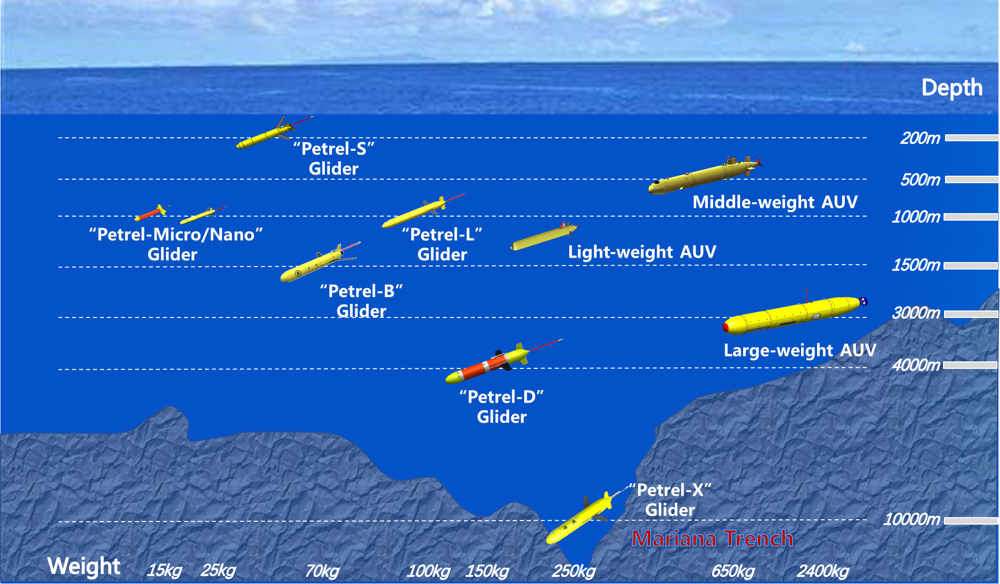 Depth
200m
“Petrel-S”
Glider
500m
Middle-weight AUV
1000m
“Petrel-Micro/Nano”
Glider
“Petrel-L”
Glider
Light-weight AUV
1500m
“Petrel-B”
Glider
3000m
Large-weight AUV
4000m
“Petrel-D”
Glider
“Petrel-X”
Glider
10000m
海燕
Mariana Trench
Weight
15kg
25kg
70kg
100kg
150kg
250kg
650kg
2400kg